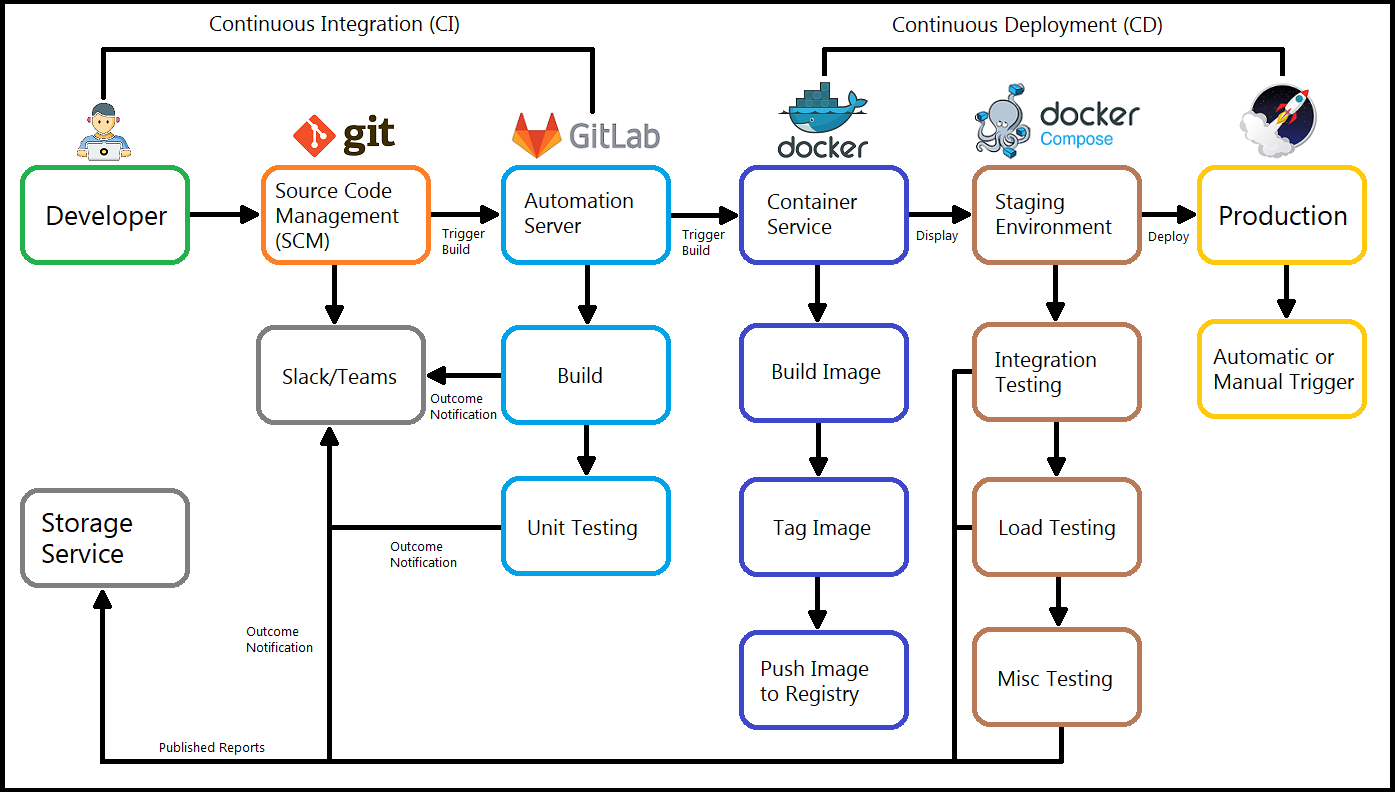 Continuous Integration (CI)
Continuous Deployment (CD)
git
GitLab
docker
docker
Compose
Developer
Source Code
Management
(SCM)
Trigger
Build
Automation
Server
Trigger
Build
Container
Service
Display
Staging
Environment
Deploy
Production
Slack/Teams
Outcome
Notification
Build
Build Image
Integration
Testing
Automatic or
Manual Trigger
Storage
Service
Outcome
Notification
Unit Testing
Tag Image
Load Testing
Outcome
Notification
Push Image
to Registry
Misc Testing
Published Reports